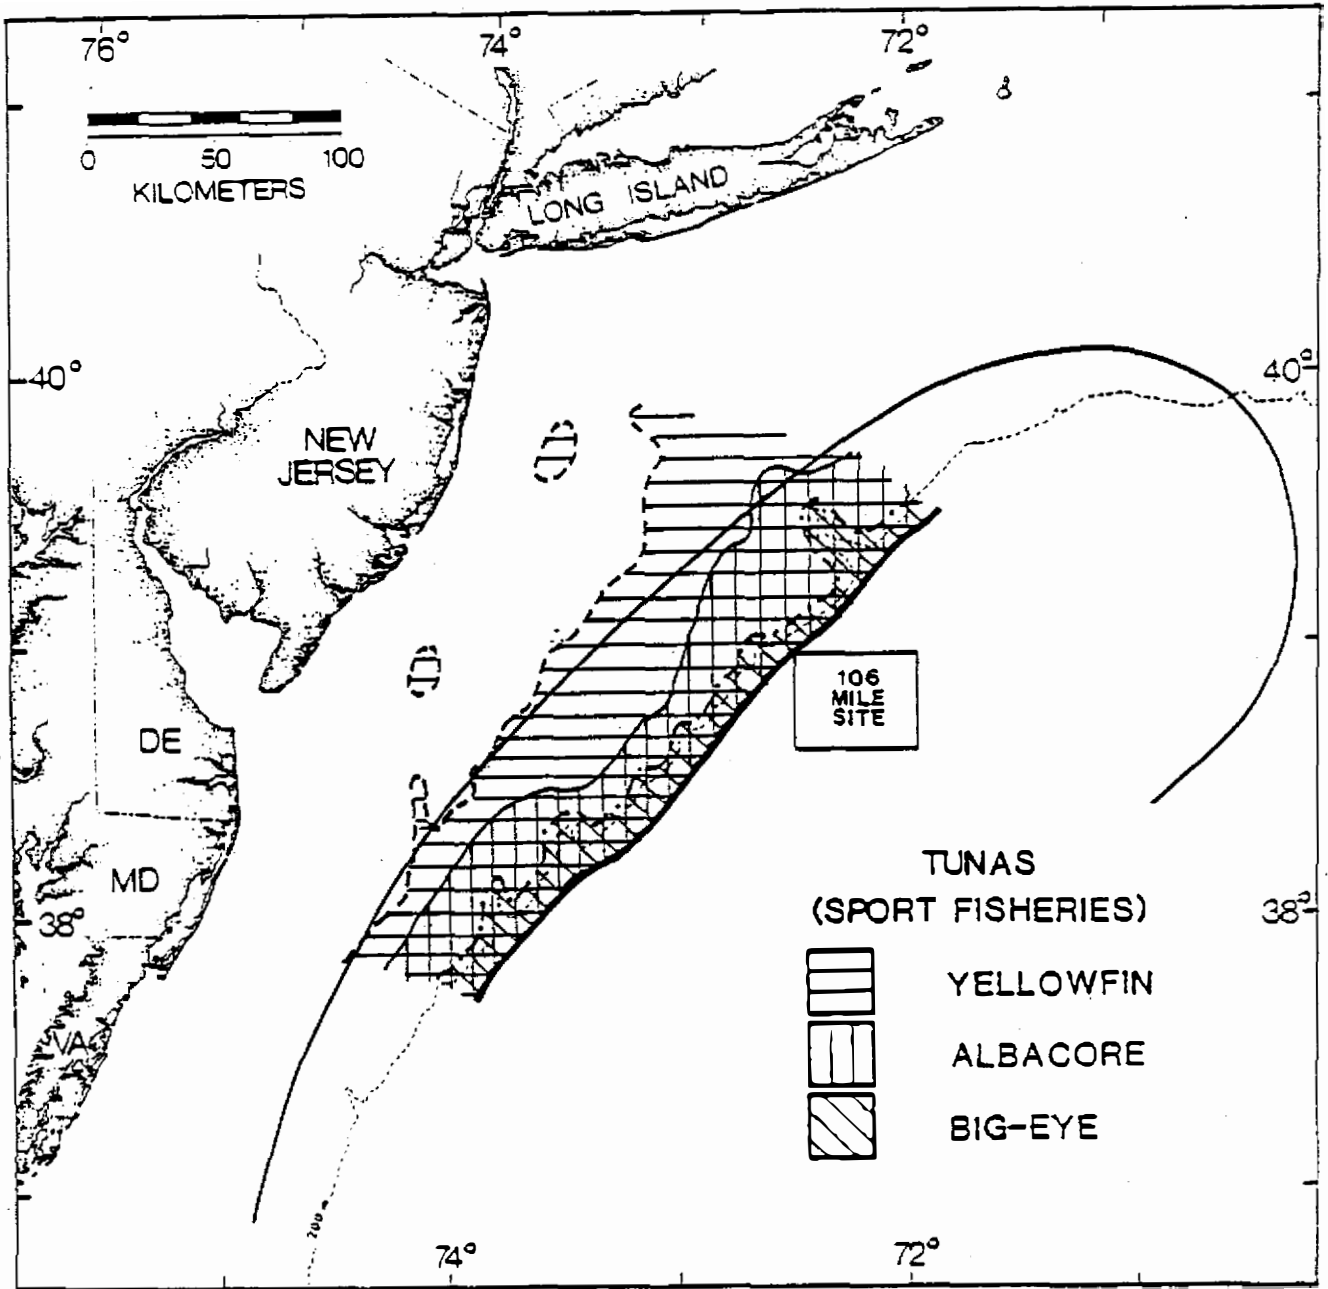 76° 74° 72°
0 50 100
KILOMETERS
LONG ISLAND
40° 40°
NEW
JERSEY
106
MILE
SITE
DE
MD
38° 38°
VA
TUNAS
(SPORT FISHERIES)
YELLOWFIN
ALBACORE
BIG-EYE
200 m
74° 72°